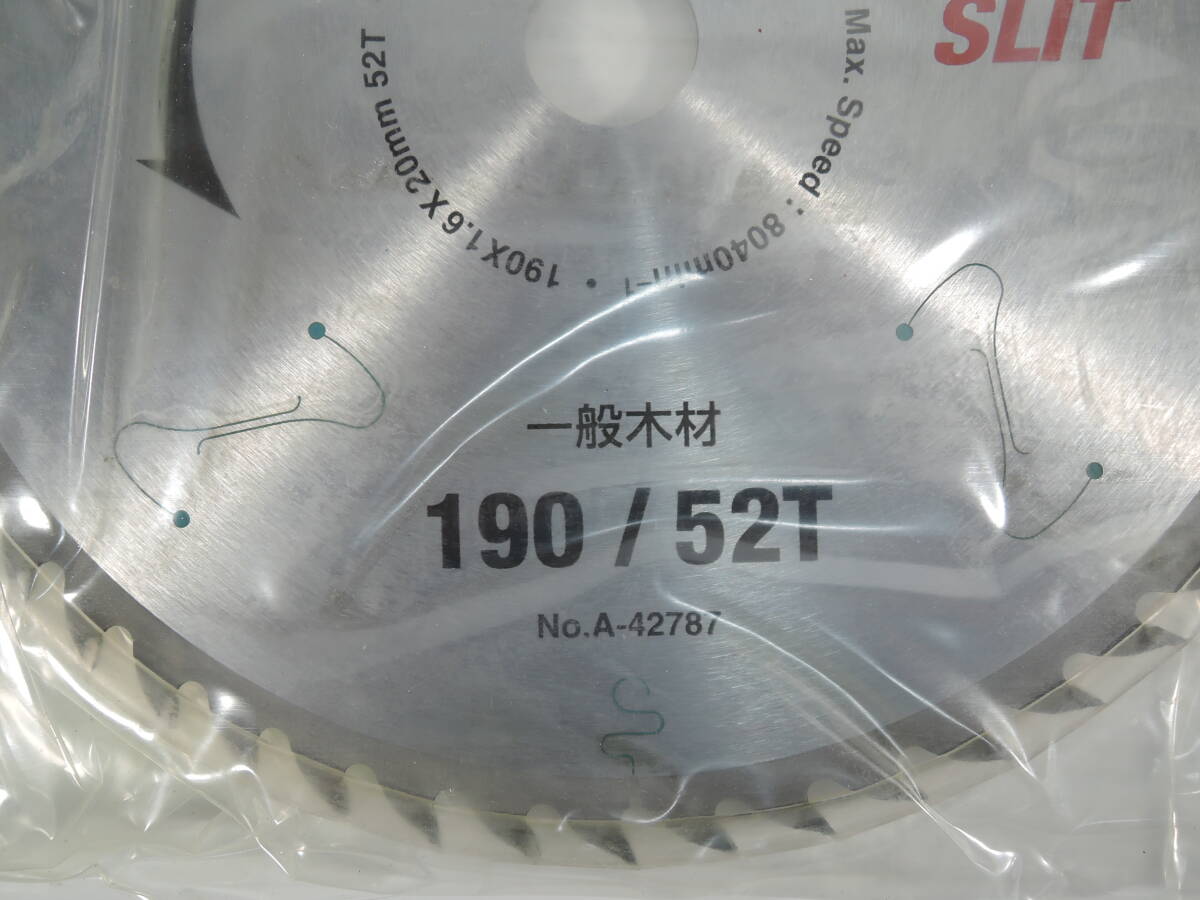 SLIT
Max. Speed : 8040min-1 • 190X1.6X20mm 52T
一般木材
190 / 52T
No.A-42787